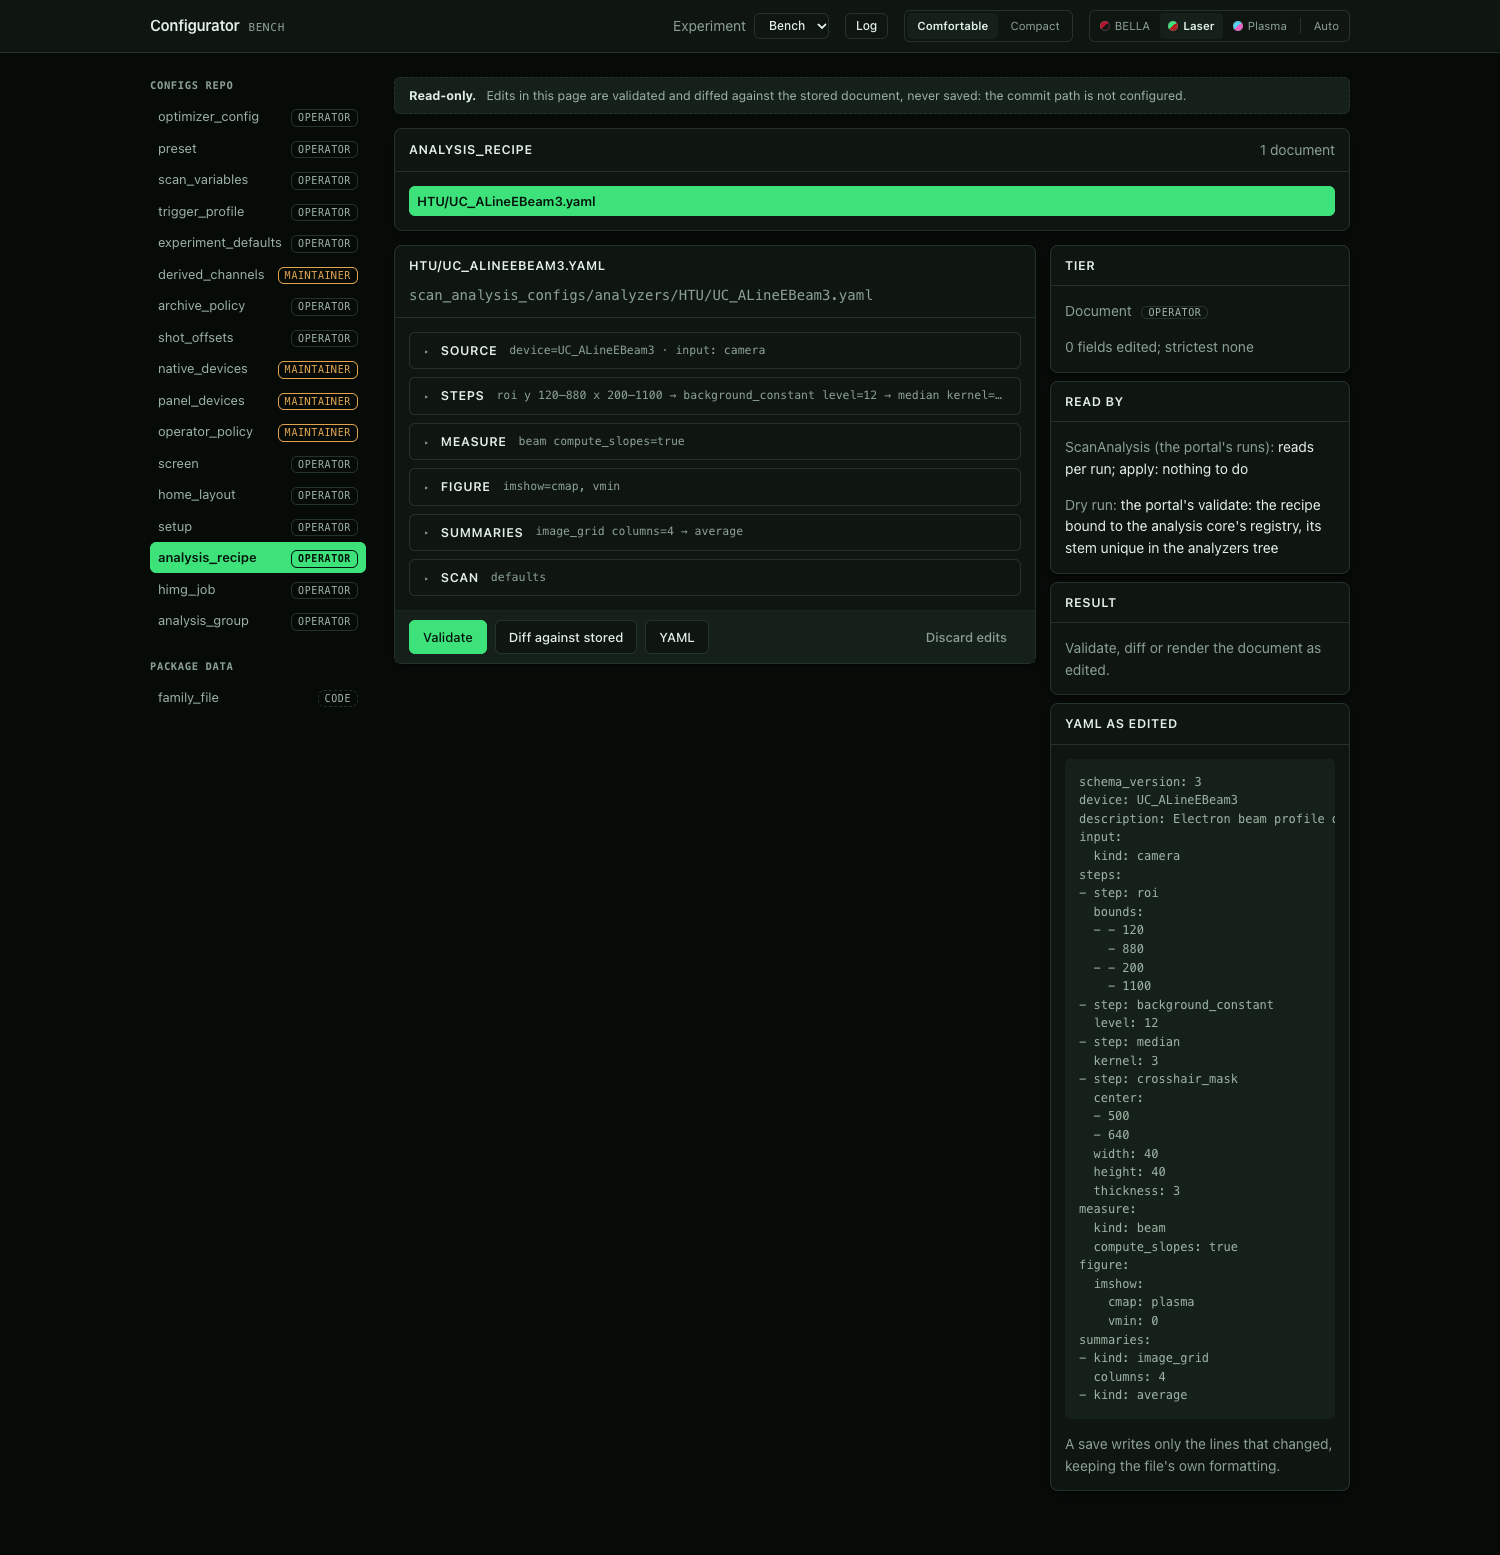 Configurator BENCH
Experiment Bench Log Comfortable Compact BELLA Laser Plasma Auto
CONFIGS REPO
optimizer_config OPERATOR
preset OPERATOR
scan_variables OPERATOR
trigger_profile OPERATOR
experiment_defaults OPERATOR
derived_channels MAINTAINER
archive_policy OPERATOR
shot_offsets OPERATOR
native_devices MAINTAINER
panel_devices MAINTAINER
operator_policy MAINTAINER
screen OPERATOR
home_layout OPERATOR
setup OPERATOR
analysis_recipe OPERATOR
himg_job OPERATOR
analysis_group OPERATOR
PACKAGE DATA
family_file CODE
Read-only. Edits in this page are validated and diffed against the stored document, never saved: the commit path is not configured.
ANALYSIS_RECIPE 1 document
HTU/UC_ALineEBeam3.yaml
HTU/UC_ALINEEBEAM3.YAML
scan_analysis_configs/analyzers/HTU/UC_ALineEBeam3.yaml
SOURCE device=UC_ALineEBeam3 · input: camera
STEPS roi y 120–880 x 200–1100 → background_constant level=12 → median kernel=…
MEASURE beam compute_slopes=true
FIGURE imshow=cmap, vmin
SUMMARIES image_grid columns=4 → average
SCAN defaults
Validate Diff against stored YAML Discard edits
TIER
Document OPERATOR
0 fields edited; strictest none
READ BY
ScanAnalysis (the portal's runs): reads
per run; apply: nothing to do
Dry run: the portal's validate: the recipe
bound to the analysis core's registry, its
stem unique in the analyzers tree
RESULT
Validate, diff or render the document as
edited.
YAML AS EDITED
schema_version: 3
device: UC_ALineEBeam3
description: Electron beam profile
input:
  kind: camera
steps:
- step: roi
  bounds:
  - - 120
    - 880
  - - 200
    - 1100
- step: background_constant
  level: 12
- step: median
  kernel: 3
- step: crosshair_mask
  center:
  - 500
  - 640
  width: 40
  height: 40
  thickness: 3
measure:
  kind: beam
  compute_slopes: true
figure:
  imshow:
    cmap: plasma
    vmin: 0
summaries:
- kind: image_grid
  columns: 4
- kind: average
A save writes only the lines that changed,
keeping the file's own formatting.